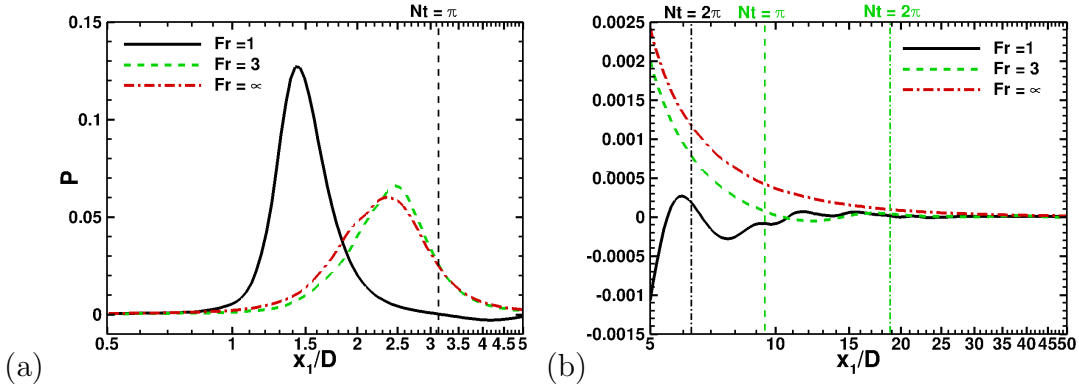 Nt = π
Fr =1
Fr = 3
Fr = ∝
0.15
0.1
0.05
0
P
0.5 1 1.5 2 2.5 3 3.5 4 4.5 5
x₁/D
(a)
Nt = 2π Nt = π Nt = 2π
Fr =1
Fr = 3
Fr = ∝
0.0025
0.002
0.0015
0.001
0.0005
0
-0.0005
-0.001
-0.0015
5 10 15 20 25 30 35 40 45 50
x₁/D
(b)